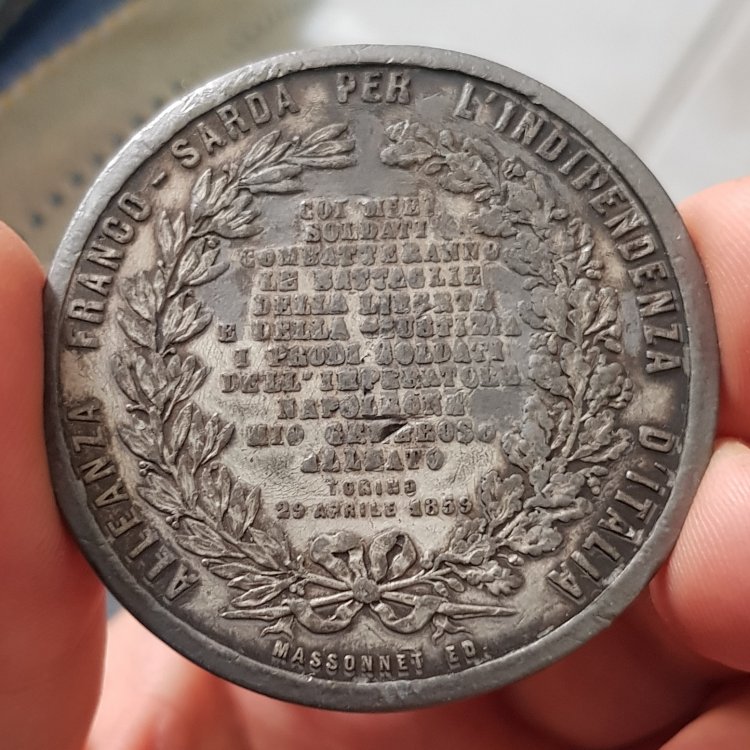 ALLEANZA FRANCO-SARDA PER L'INDIPENDENZA D'ITALIA
COI MIEI
SOLDATI
COMBATTERANNO
LE BATTAGLIE
DELLA LIBERTA
E DELLA GIUSTIZIA
I PRODI SOLDATI
DELL'IMPERATORE
NAPOLEONE
MIO GENEROSO
ALLEATO
TORINO
29 APRILE 1859
MASSONNET ED.